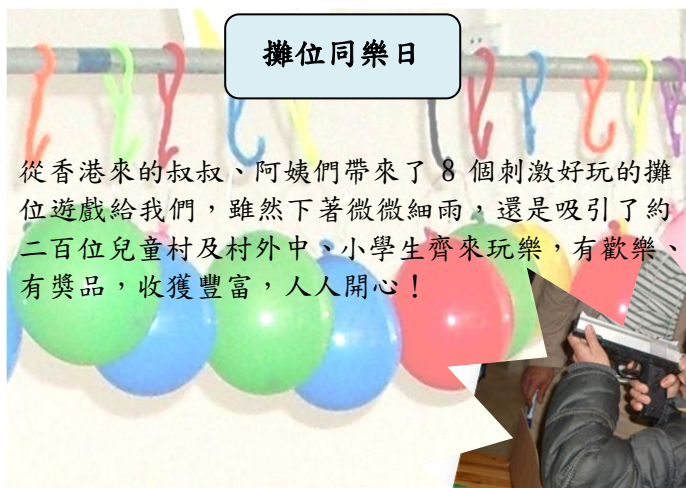 攤位同樂日
從香港來的叔叔、阿姨們帶來了 8 個刺激好玩的攤
位遊戲給我們，雖然下著微微細雨，還是吸引了約
二百位兒童村及村外中、小學生齊來玩樂，有歡樂、
有獎品，收獲豐富，人人開心！